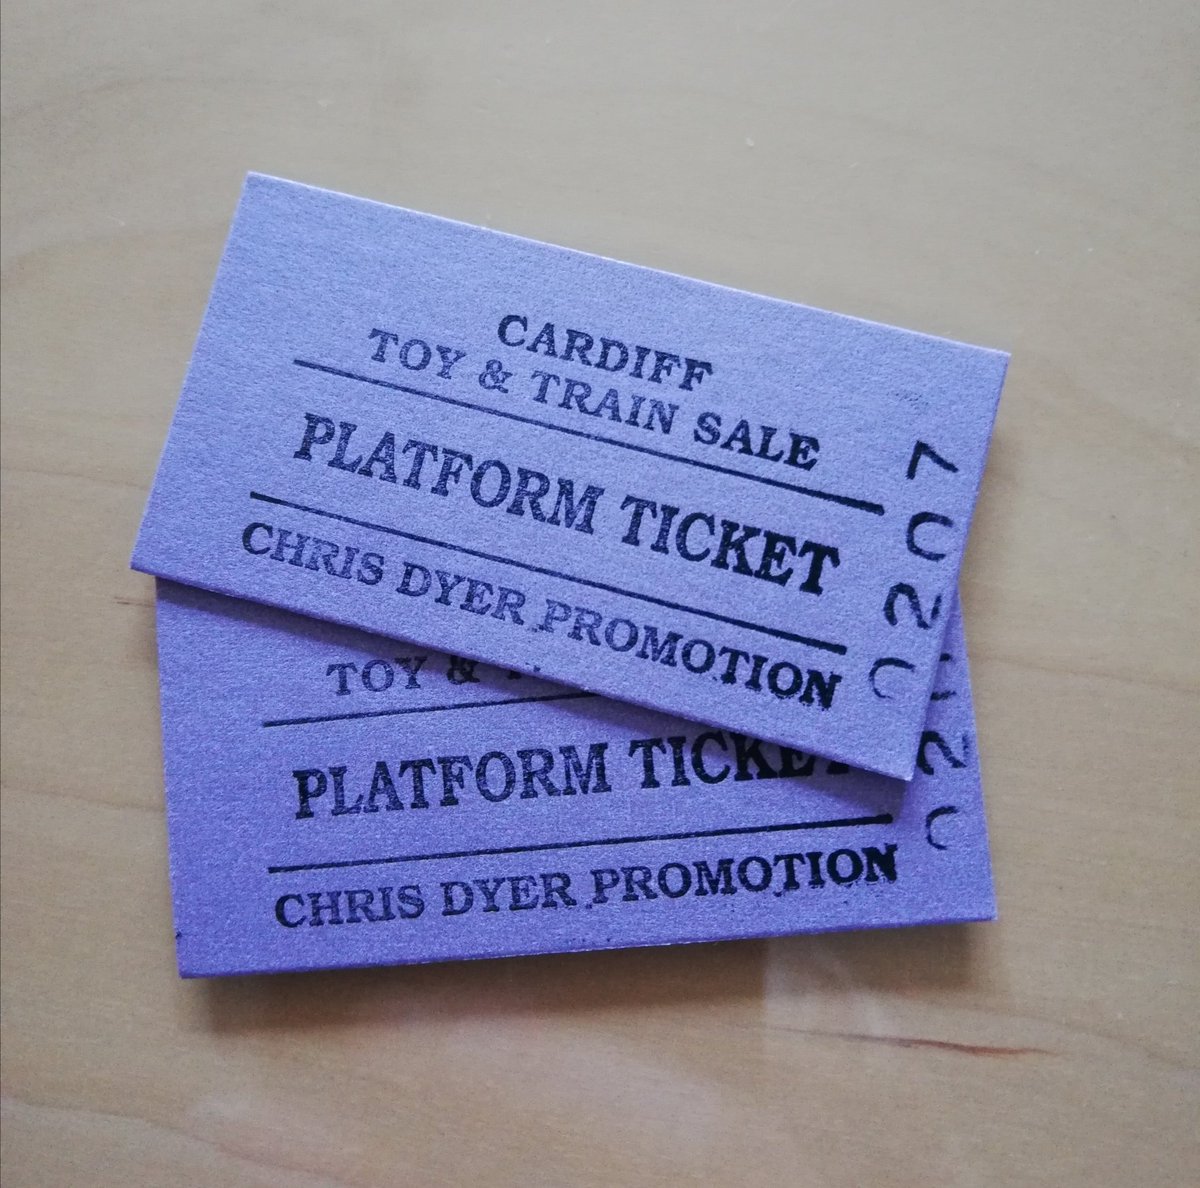 CARDIFF
TOY & TRAIN SALE
PLATFORM TICKET
CHRIS DYER PROMOTION
0207
TOY &
PLATFORM TICKET
CHRIS DYER PROMOTION